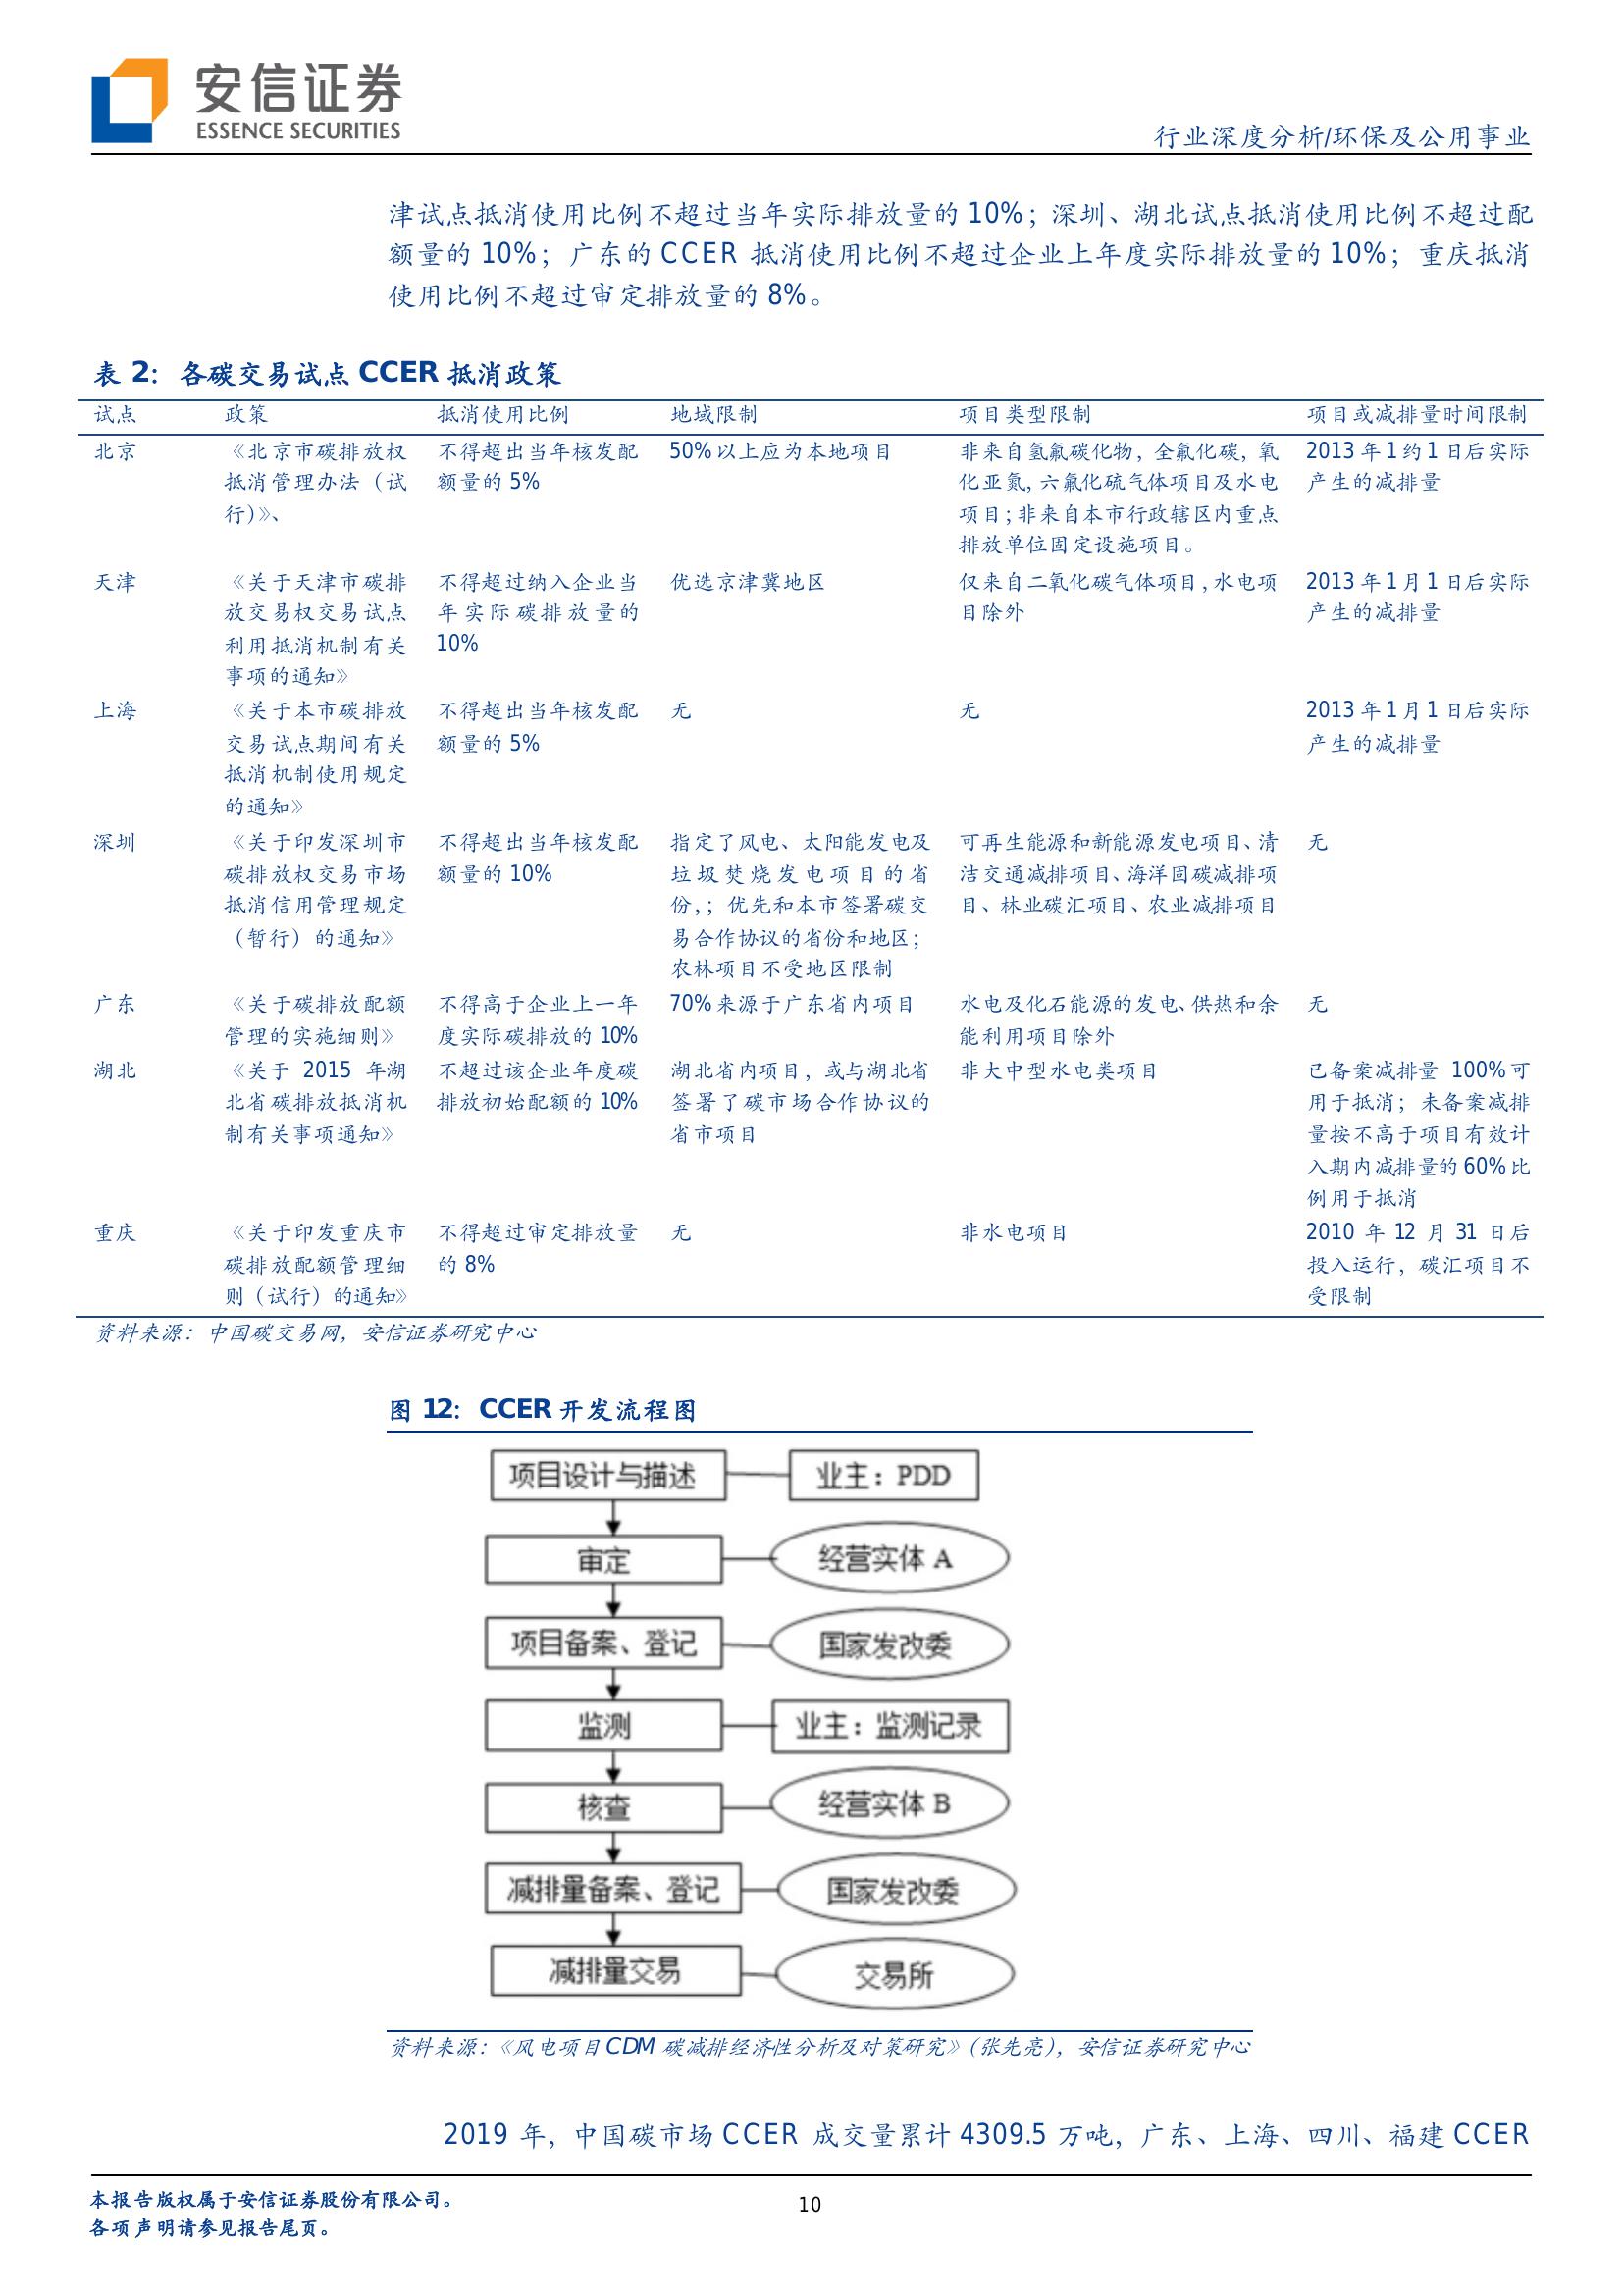 安信证券
ESSENCE SECURITIES
行业深度分析/环保及公用事业
津试点抵消使用比例不超过当年实际排放量的 10%；深圳、湖北试点抵消使用比例不超过配
额量的 10%；广东的 CCER 抵消使用比例不超过企业上年度实际排放量的 10%；重庆抵消
使用比例不超过审定排放量的 8%。
表 2：各碳交易试点 CCER 抵消政策
试点 政策 抵消使用比例 地域限制 项目类型限制 项目或减排量时间限制
北京 《北京市碳排放权 不得超出当年核发配 50%以上应为本地项目 非来自氢氟碳化物，全氟化碳，氧 2013 年 1 约 1 日后实际
抵消管理办法（试 额量的 5% 化亚氮，六氟化硫气体项目及水电 产生的减排量
行）》、 项目；非来自本市行政辖区内重点
排放单位固定设施项目。
天津 《关于天津市碳排 不得超过纳入企业当 优选京津冀地区 仅来自二氧化碳气体项目，水电项 2013 年 1 月 1 日后实际
放交易权交易试点 年实际碳排放量的 目除外 产生的减排量
利用抵消机制有关 10%
事项的通知》
上海 《关于本市碳排放 不得超出当年核发配 无 无 2013 年 1 月 1 日后实际
交易试点期间有关 额量的 5% 产生的减排量
抵消机制使用规定
的通知》
深圳 《关于印发深圳市 不得超出当年核发配 指定了风电、太阳能发电及 可再生能源和新能源发电项目、清 无
碳排放权交易市场 额量的 10% 垃圾焚烧发电项目的省 洁交通减排项目、海洋固碳减排项
抵消信用管理规定 份,；优先和本市签署碳交 目、林业碳汇项目、农业减排项目
（暂行）的通知》 易合作协议的省份和地区；
农林项目不受地区限制
广东 《关于碳排放配额 不得高于企业上一年 70%来源于广东省内项目 水电及化石能源的发电、供热和余 无
管理的实施细则》 度实际碳排放的 10% 能利用项目除外
湖北 《关于 2015 年湖 不超过该企业年度碳 湖北省内项目，或与湖北省 非大中型水电类项目 已备案减排量 100%可
北省碳排放抵消机 排放初始配额的 10% 签署了碳市场合作协议的 用于抵消；未备案减排
制有关事项通知》 省市项目 量按不高于项目有效计
入期内减排量的 60%比
例用于抵消
重庆 《关于印发重庆市 不得超过审定排放量 无 非水电项目 2010 年 12 月 31 日后
碳排放配额管理细 的 8% 投入运行，碳汇项目不
则（试行）的通知》 受限制
资料来源：中国碳交易网，安信证券研究中心
图 12：CCER 开发流程图
项目设计与描述 业主：PDD
审定 经营实体 A
项目备案、登记 国家发改委
监测 业主：监测记录
核查 经营实体 B
减排量备案、登记 国家发改委
减排量交易 交易所
资料来源：《风电项目 CDM 碳减排经济性分析及对策研究》（张先亮），安信证券研究中心
2019 年，中国碳市场 CCER 成交量累计 4309.5 万吨，广东、上海、四川、福建 CCER
本报告版权属于安信证券股份有限公司。
10
各项声明请参见报告尾页。